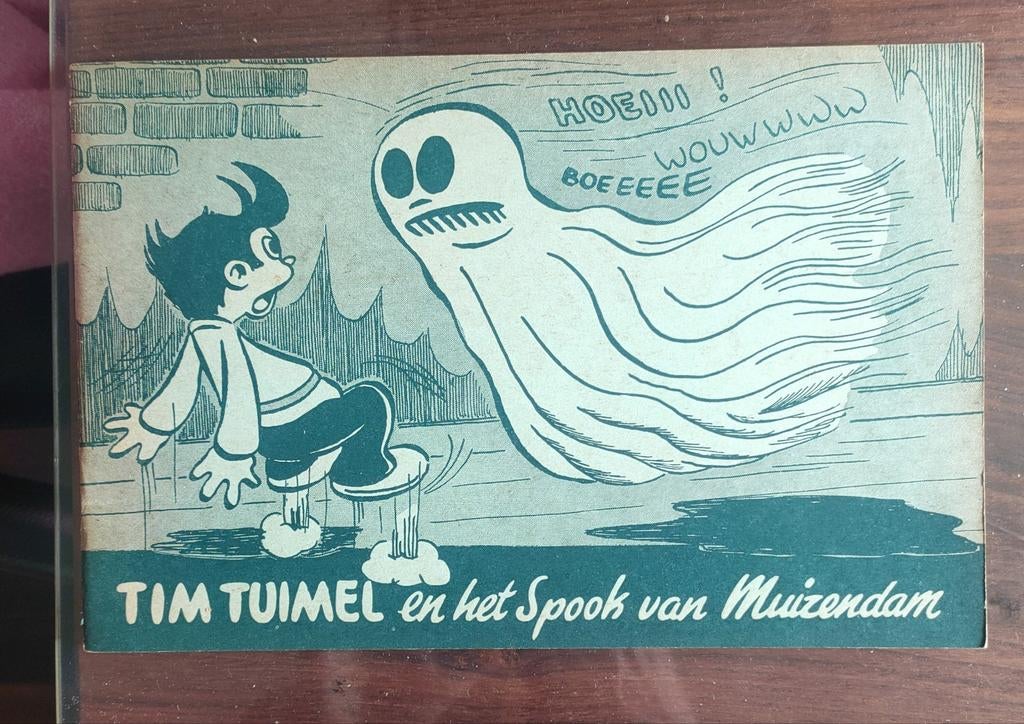 HOEIII !
WOUWWWW
BOEEEEE
TIM TUIMEL en het Spook van Muizendam